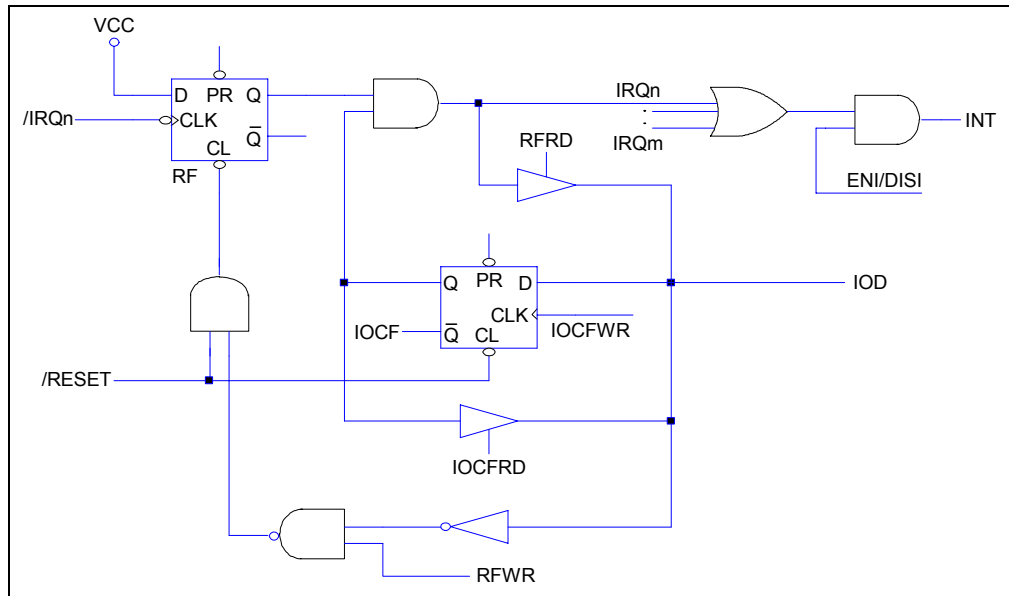 VCC
D PR Q
/IRQn
CLK
Q
CL
RF
IRQn
:
IRQm
INT
RFRD
ENI/DISI
Q PR D
IOD
CLK
IOCF
Q CL
IOCFWR
/RESET
IOCFRD
RFWR